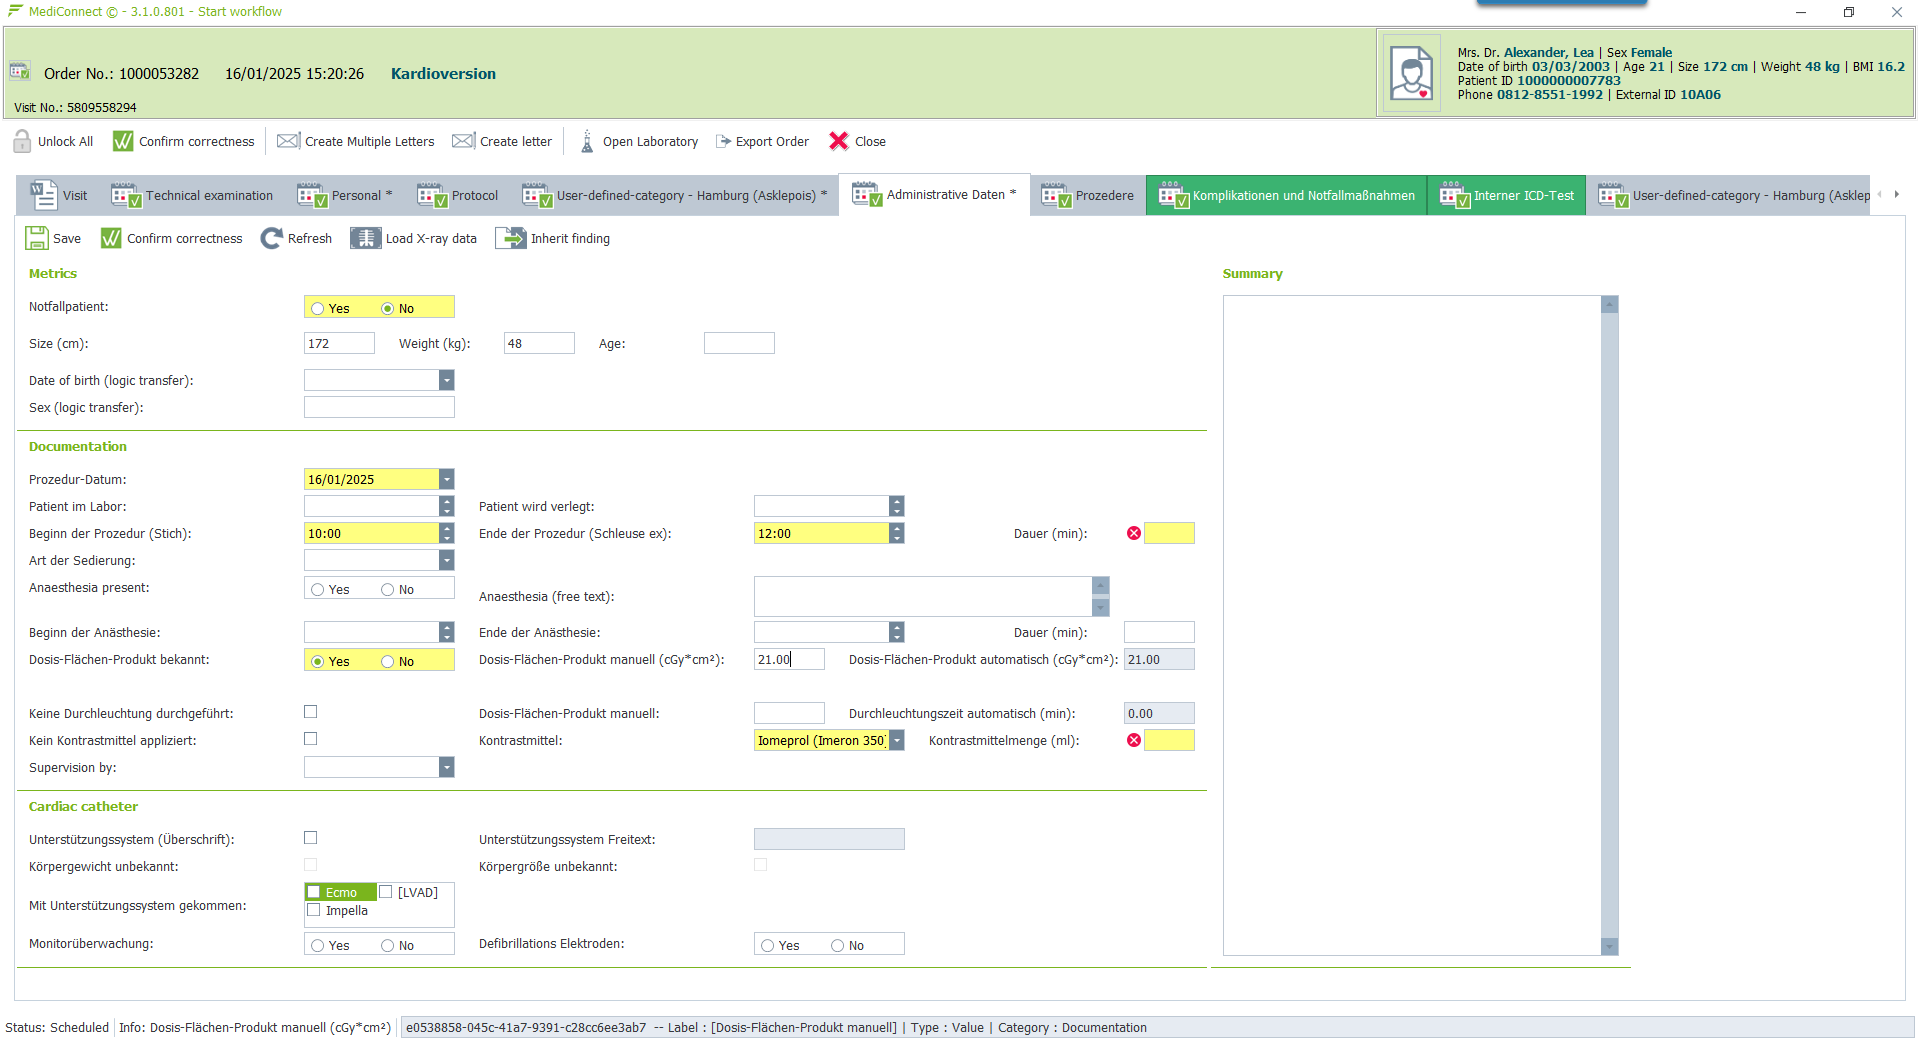 MediConnect © - 3.1.0.801 - Start workflow
Order No.: 1000053282 16/01/2025 15:20:26 Kardioversion
Visit No.: 5809558294
Mrs. Dr. Alexander, Lea | Sex Female
Date of birth 03/03/2003 | Age 21 | Size 172 cm | Weight 48 kg | BMI 16.2
Patient ID 1000000007783
Phone 0812-8551-1992 | External ID 10A06
Unlock All Confirm correctness Create Multiple Letters Create letter Open Laboratory Export Order Close
Visit Technical examination Personal * Protocol User-defined-category - Hamburg (Asklepois) * Administrative Daten * Prozedere Komplikationen und Notfallmaßnahmen Interner ICD-Test User-defined-category - Hamburg (Asklep
Save Confirm correctness Refresh Load X-ray data Inherit finding
Metrics
Notfallpatient: Yes No
Size (cm): 172 Weight (kg): 48 Age:
Date of birth (logic transfer):
Sex (logic transfer):
Documentation
Prozedur-Datum: 16/01/2025
Patient im Labor: Patient wird verlegt:
Beginn der Prozedur (Stich): 10:00 Ende der Prozedur (Schleuse ex): 12:00 Dauer (min):
Art der Sedierung:
Anaesthesia present: Yes No Anaesthesia (free text):
Beginn der Anästhesie: Ende der Anästhesie: Dauer (min):
Dosis-Flächen-Produkt bekannt: Yes No Dosis-Flächen-Produkt manuell (cGy*cm²): 21.00 Dosis-Flächen-Produkt automatisch (cGy*cm²): 21.00
Keine Durchleuchtung durchgeführt: Dosis-Flächen-Produkt manuell: Durchleuchtungszeit automatisch (min): 0.00
Kein Kontrastmittel appliziert: Kontrastmittel: Iomeprol (Imeron 350) Kontrastmittelmenge (ml):
Supervision by:
Cardiac catheter
Unterstützungssystem (Überschrift): Unterstützungssystem Freitext:
Körpergewicht unbekannt: Körpergröße unbekannt:
Mit Unterstützungssystem gekommen: Ecmo [LVAD]
Impella
Monitorüberwachung: Yes No Defibrillations Elektroden: Yes No
Summary
Status: Scheduled Info: Dosis-Flächen-Produkt manuell (cGy*cm²) e0538858-045c-41a7-9391-c28cc6ee3ab7 -- Label : [Dosis-Flächen-Produkt manuell] | Type : Value | Category : Documentation